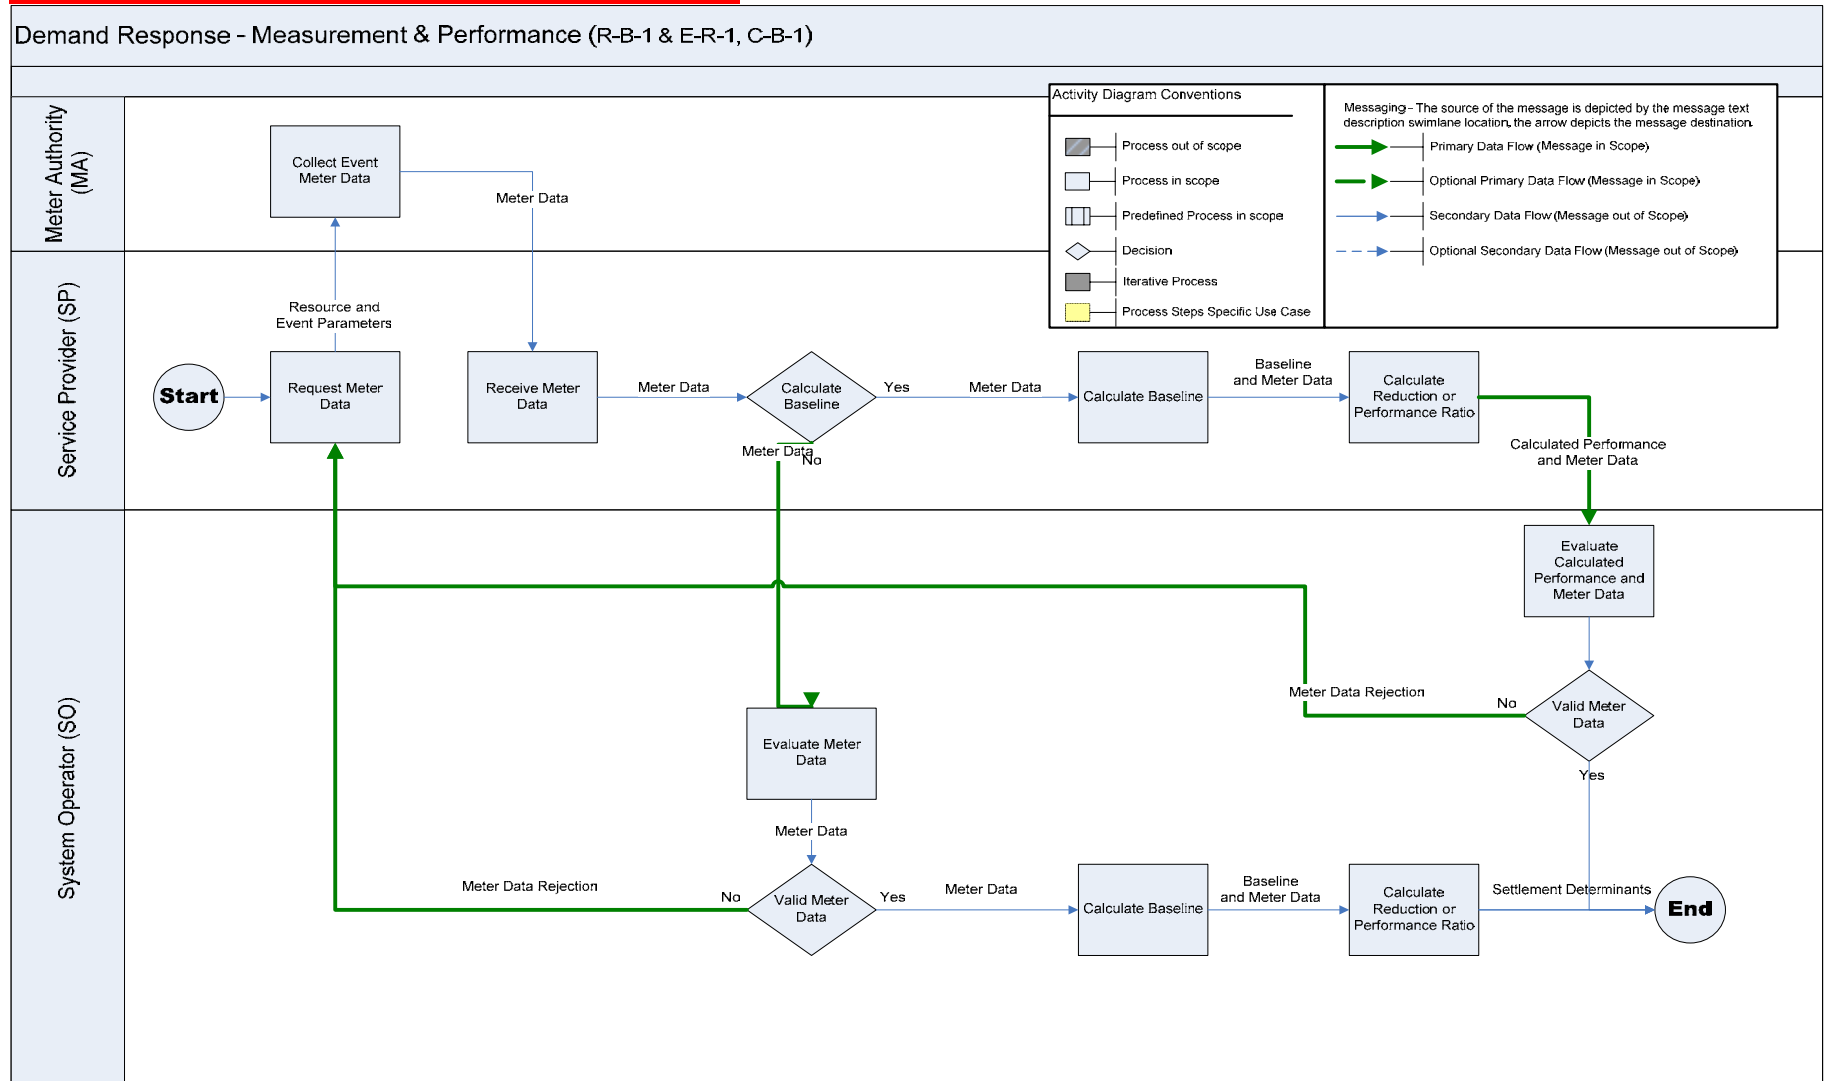 Demand Response - Measurement & Performance (R-B-1 & E-R-1, C-B-1)
Activity Diagram Conventions
Process out of scope
Process in scope
Predefined Process in scope
Decision
Iterative Process
Process Steps Specific Use Case
Messaging - The source of the message is depicted by the message text
description swimlane location, the arrow depicts the message destination.
Primary Data Flow (Message in Scope)
Optional Primary Data Flow (Message in Scope)
Secondary Data Flow (Message out of Scope)
Optional Secondary Data Flow (Message out of Scope)
Meter Authority
(MA)
Collect Event
Meter Data
Meter Data
Service Provider (SP)
Resource and
Event Parameters
Start
Request Meter
Data
Receive Meter
Data
Meter Data
Calculate
Baseline
Yes
Meter Data
Calculate Baseline
Baseline
and Meter Data
Calculate
Reduction or
Performance Ratio
Meter Data
No
Calculated Performance
and Meter Data
System Operator (SO)
Evaluate
Calculated
Performance and
Meter Data
Meter Data Rejection
No
Valid Meter
Data
Yes
Evaluate Meter
Data
Meter Data
Meter Data Rejection
No
Valid Meter
Data
Yes
Meter Data
Calculate Baseline
Baseline
and Meter Data
Calculate
Reduction or
Performance Ratio
Settlement Determinants
End